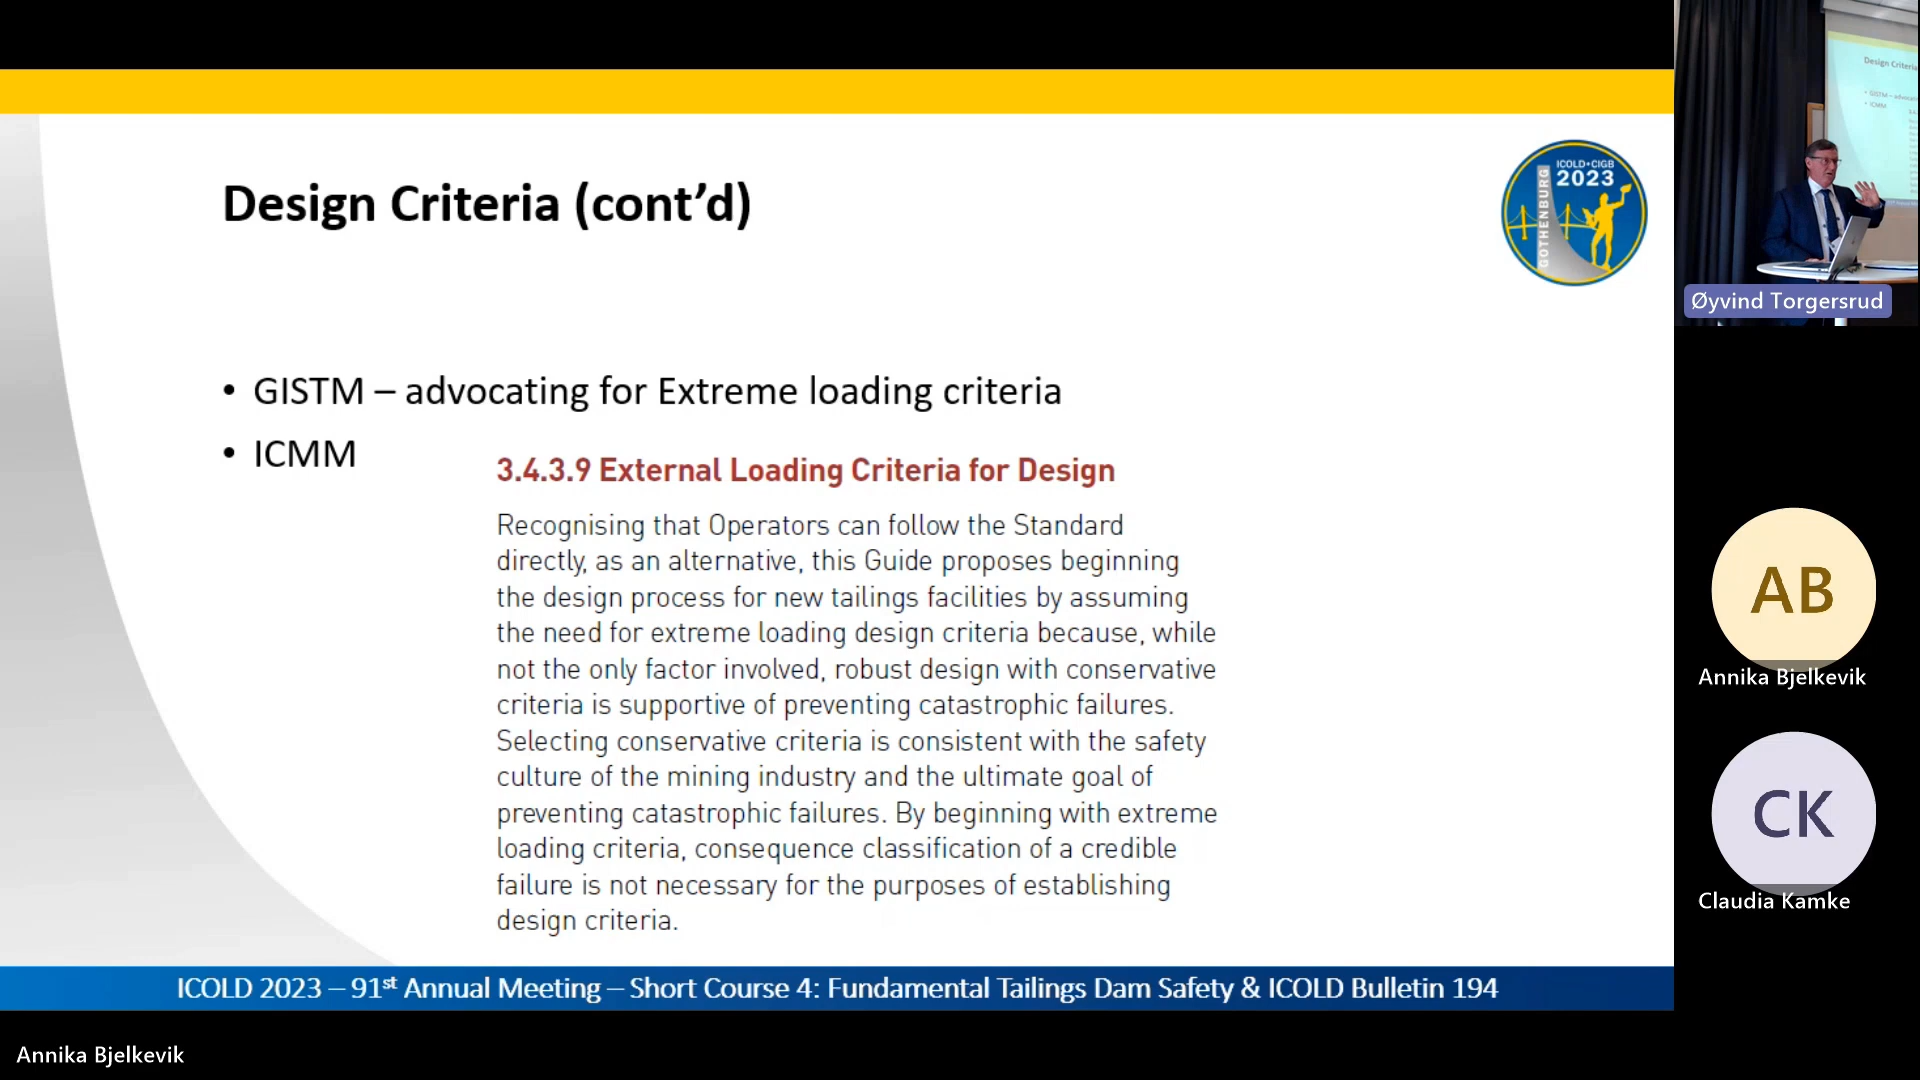 Design Criteria (cont’d)
ICOLD•CIGB
2023
GOTHENBURG
• GISTM – advocating for Extreme loading criteria
• ICMM
3.4.3.9 External Loading Criteria for Design
Recognising that Operators can follow the Standard
directly, as an alternative, this Guide proposes beginning
the design process for new tailings facilities by assuming
the need for extreme loading design criteria because, while
not the only factor involved, robust design with conservative
criteria is supportive of preventing catastrophic failures.
Selecting conservative criteria is consistent with the safety
culture of the mining industry and the ultimate goal of
preventing catastrophic failures. By beginning with extreme
loading criteria, consequence classification of a credible
failure is not necessary for the purposes of establishing
design criteria.
ICOLD 2023 – 91st Annual Meeting – Short Course 4: Fundamental Tailings Dam Safety & ICOLD Bulletin 194
Annika Bjelkevik
Design Criteria
• GISTM – advocati
• ICMM
Øyvind Torgersrud
AB
Annika Bjelkevik
CK
Claudia Kamke